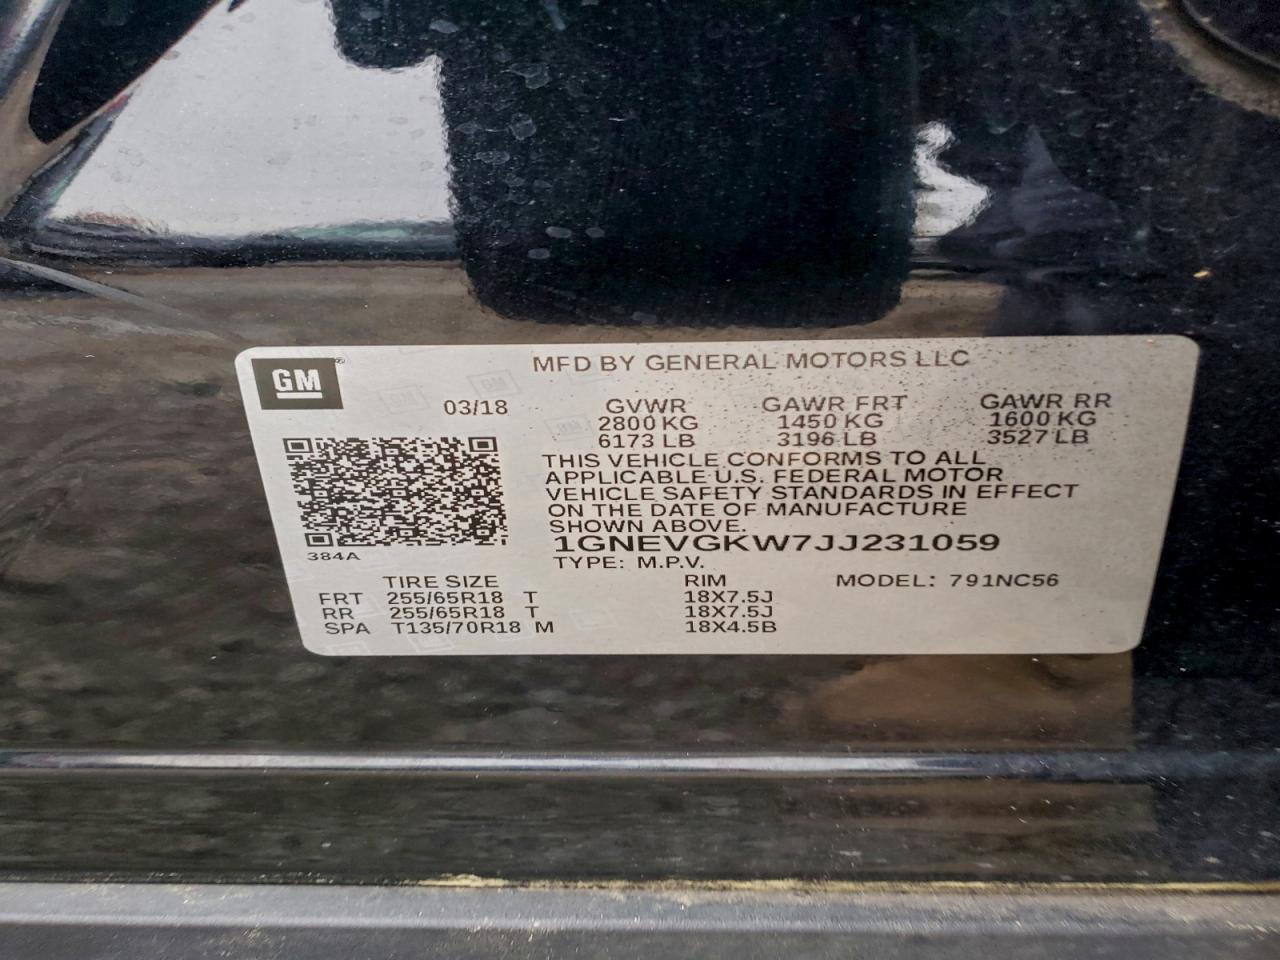 GM
MFD BY GENERAL MOTORS LLC
03/18
GVWR GAWR FRT GAWR RR
2800 KG 1450 KG 1600 KG
6173 LB 3196 LB 3527 LB
THIS VEHICLE CONFORMS TO ALL
APPLICABLE U.S. FEDERAL MOTOR
VEHICLE SAFETY STANDARDS IN EFFECT
ON THE DATE OF MANUFACTURE
SHOWN ABOVE.
1GNEVGKW7JJ231059
384A
TYPE: M.P.V.
TIRE SIZE RIM MODEL: 791NC56
FRT 255/65R18 T 18X7.5J
RR 255/65R18 T 18X7.5J
SPA T135/70R18 M 18X4.5B